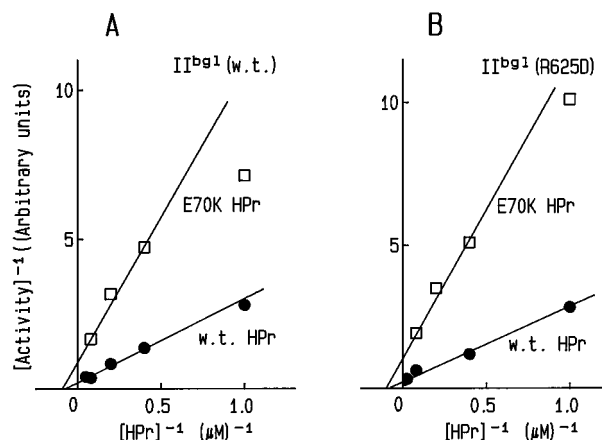 A
II^bgl (w.t.)
10
5
E70K HPr
w.t. HPr
[Activity]^-1 ((Arbitrary units)
0
0.5
1.0
[HPr]^-1 (μM)^-1
B
II^bgl (R625D)
10
5
E70K HPr
w.t. HPr
0
0.5
1.0
[HPr]^-1 (μM)^-1